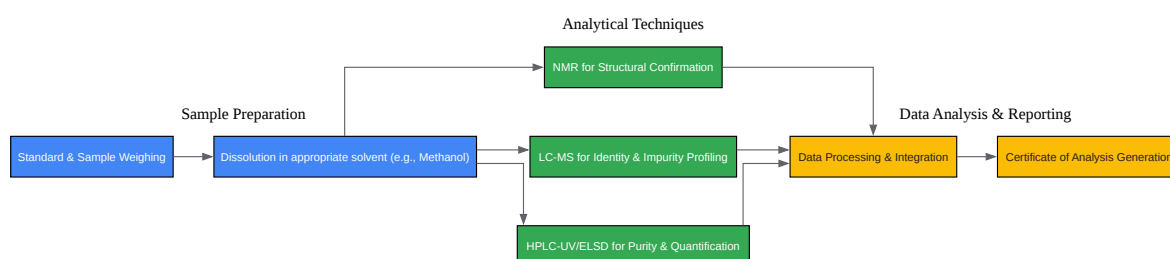 Analytical Techniques
NMR for Structural Confirmation
Sample Preparation
Data Analysis & Reporting
Standard & Sample Weighing
Dissolution in appropriate solvent (e.g., Methanol)
LC-MS for Identity & Impurity Profiling
Data Processing & Integration
Certificate of Analysis Generation
HPLC-UV/ELSD for Purity & Quantification